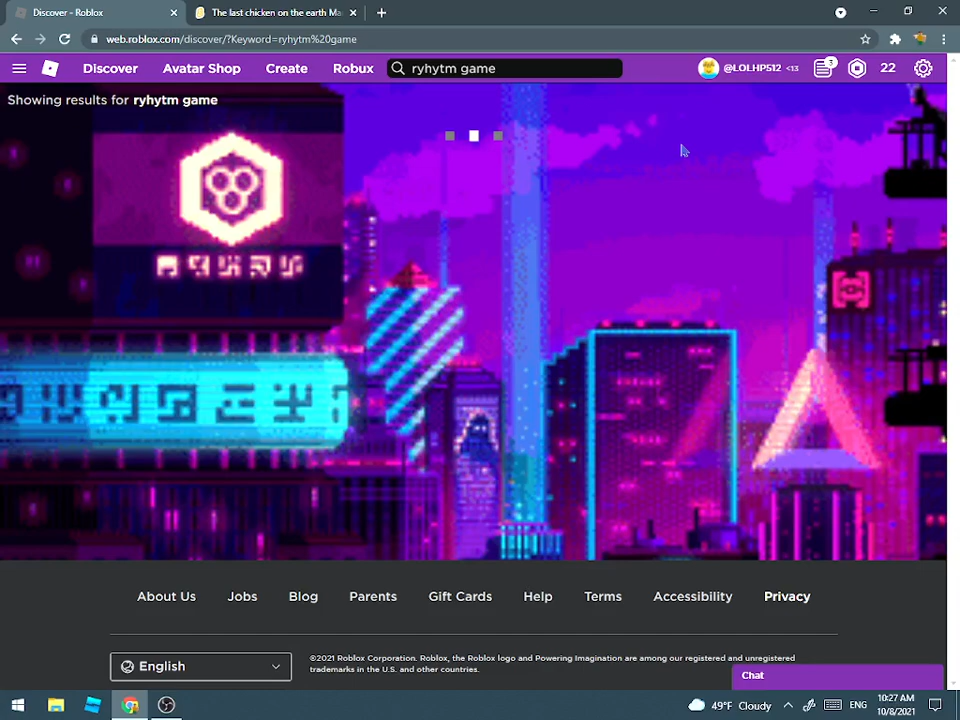 Discover - Roblox
The last chicken on the earth Ma
web.roblox.com/discover/?Keyword=ryhytm%20game
Discover
Avatar Shop
Create
Robux
ryhytm game
@LOLHP512 <13
3
22
Showing results for ryhytm game
About Us
Jobs
Blog
Parents
Gift Cards
Help
Terms
Accessibility
Privacy
English
©2021 Roblox Corporation. Roblox, the Roblox logo and Powering Imagination are among our registered and unregistered
trademarks in the U.S. and other countries.
Chat
49°F Cloudy
ENG
10:27 AM
10/8/2021